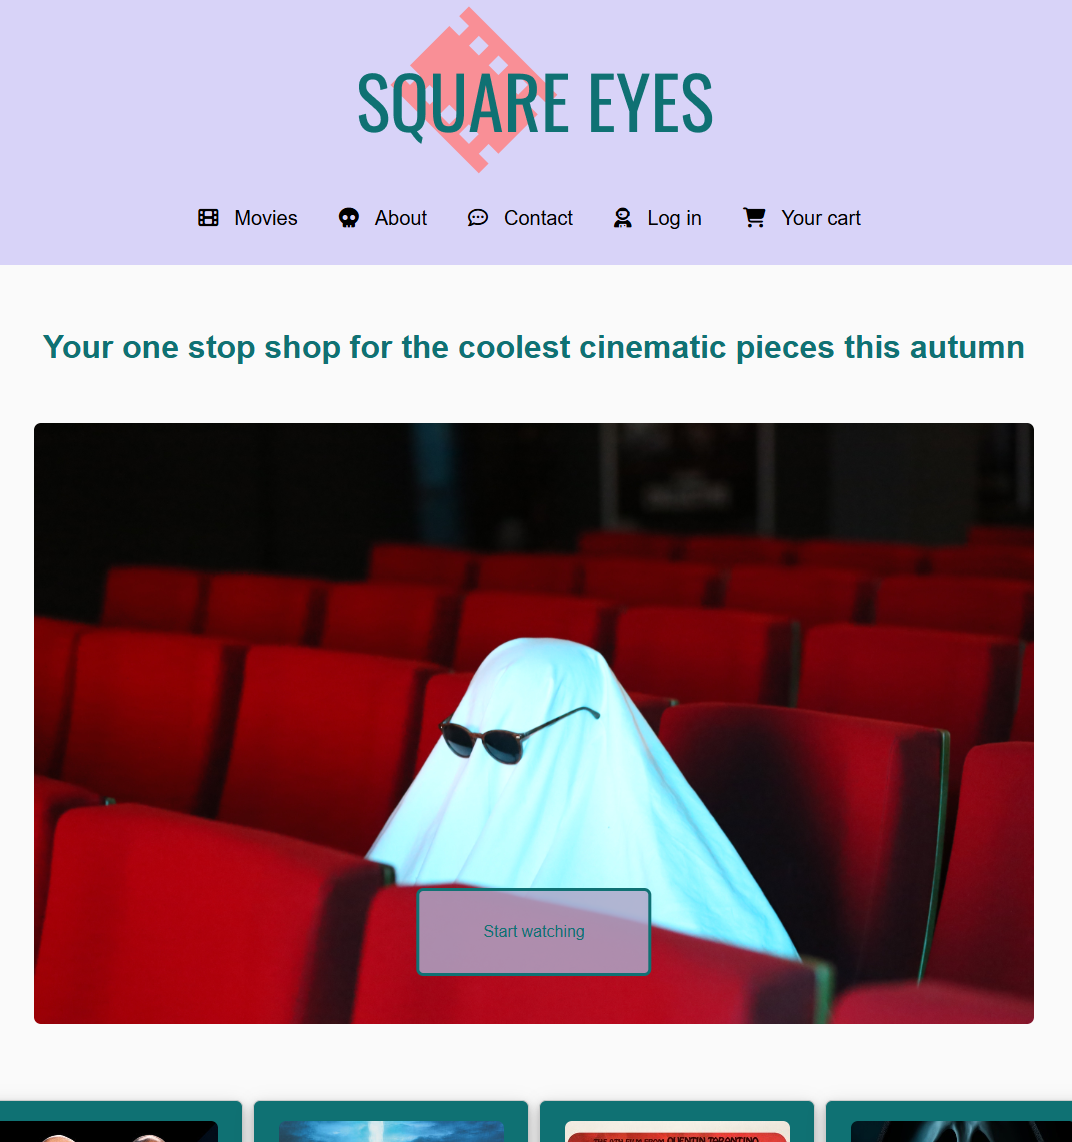 SQUARE EYES
Movies About Contact Log in Your cart
Your one stop shop for the coolest cinematic pieces this autumn
Start watching
THE 9TH FILM FROM QUENTIN TARANTINO